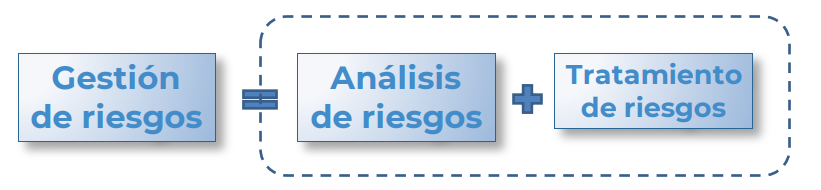 Gestión
de riesgos
=
Análisis
de riesgos
+
Tratamiento
de riesgos